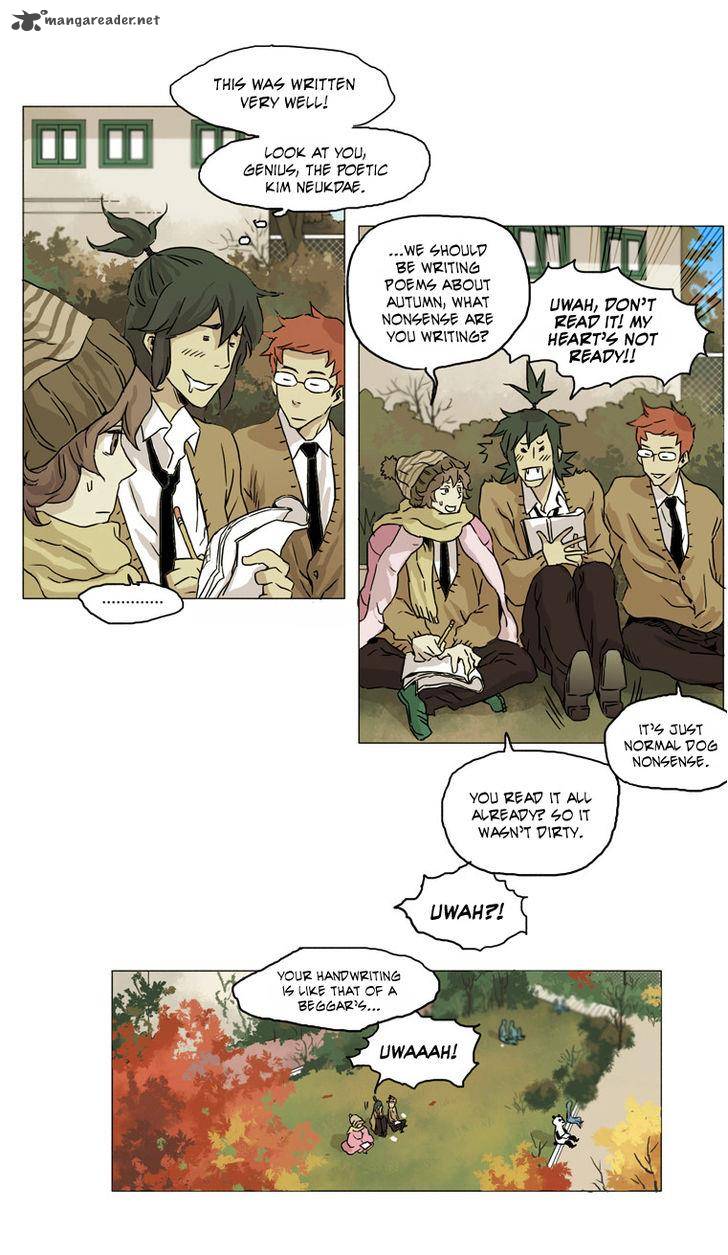 mangareader.net
THIS WAS WRITTEN
VERY WELL!
LOOK AT YOU,
GENIUS, THE POETIC
KIM NEUKDAE.
.............
...WE SHOULD
BE WRITING
POEMS ABOUT
AUTUMN, WHAT
NONSENSE ARE
YOU WRITING?
UWAH, DON'T
READ IT! MY
HEART'S NOT
READY!!
IT'S JUST
NORMAL DOG
NONSENSE.
YOU READ IT ALL
ALREADY? SO IT
WASN'T DIRTY.
UWAH?!
YOUR HANDWRITING
IS LIKE THAT OF A
BEGGAR'S...
UWAAAH!